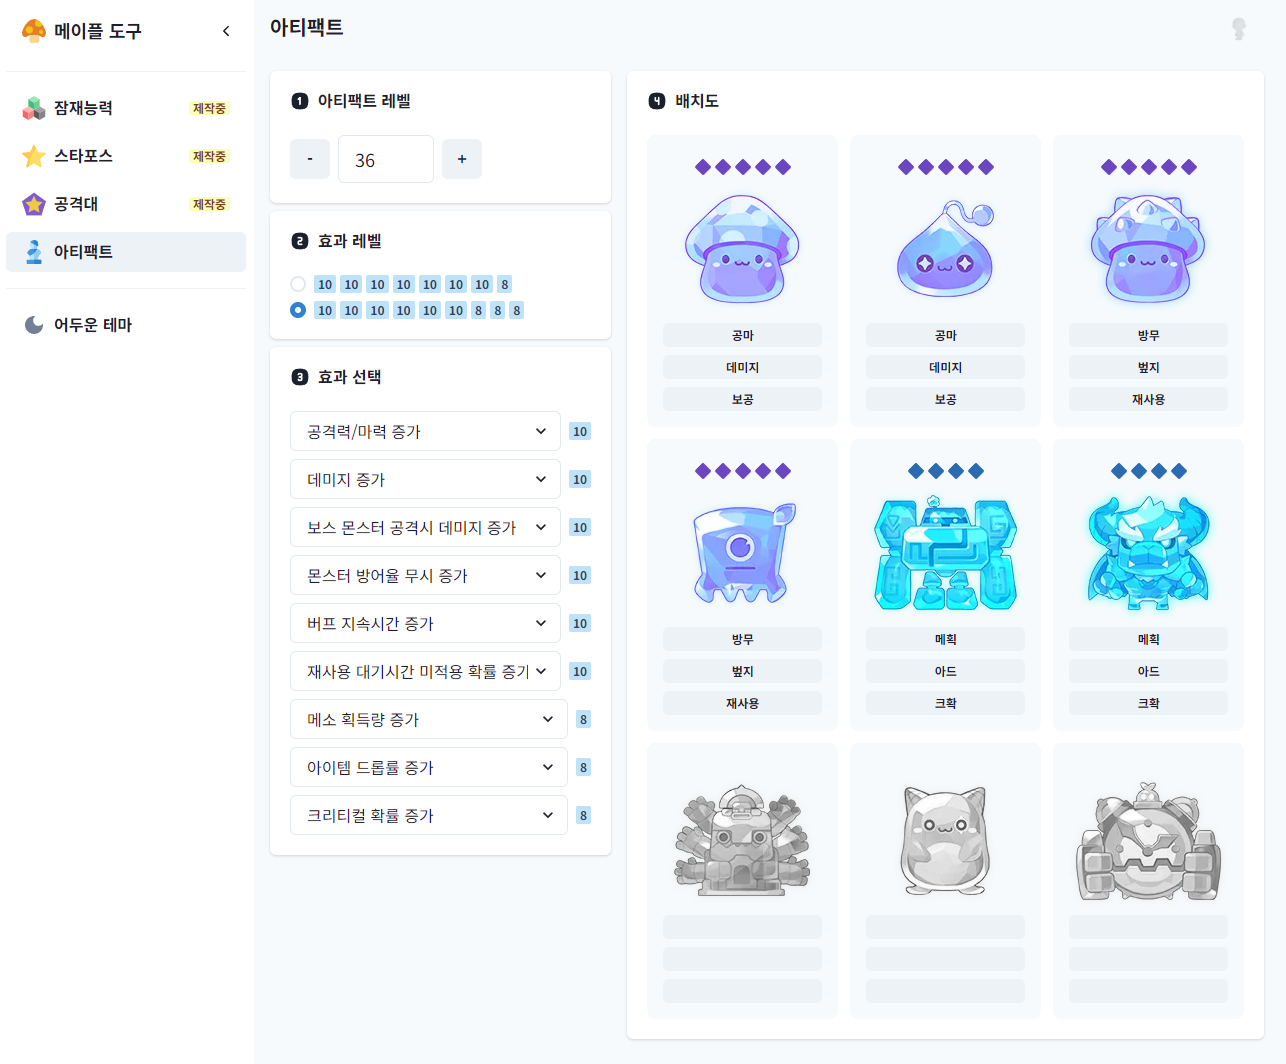 메이플 도구
잠재능력 제작중
스타포스 제작중
공격대 제작중
아티팩트
어두운 테마
아티팩트
1 아티팩트 레벨
- 36 +
2 효과 레벨
10 10 10 10 10 10 10 8
10 10 10 10 10 10 8 8 8
3 효과 선택
공격력/마력 증가 10
데미지 증가 10
보스 몬스터 공격시 데미지 증가 10
몬스터 방어율 무시 증가 10
버프 지속시간 증가 10
재사용 대기시간 미적용 확률 증가 10
메소 획득량 증가 8
아이템 드롭률 증가 8
크리티컬 확률 증가 8
4 배치도
공마
데미지
보공
공마
데미지
보공
방무
벞지
재사용
방무
벞지
재사용
메획
아드
크확
메획
아드
크확